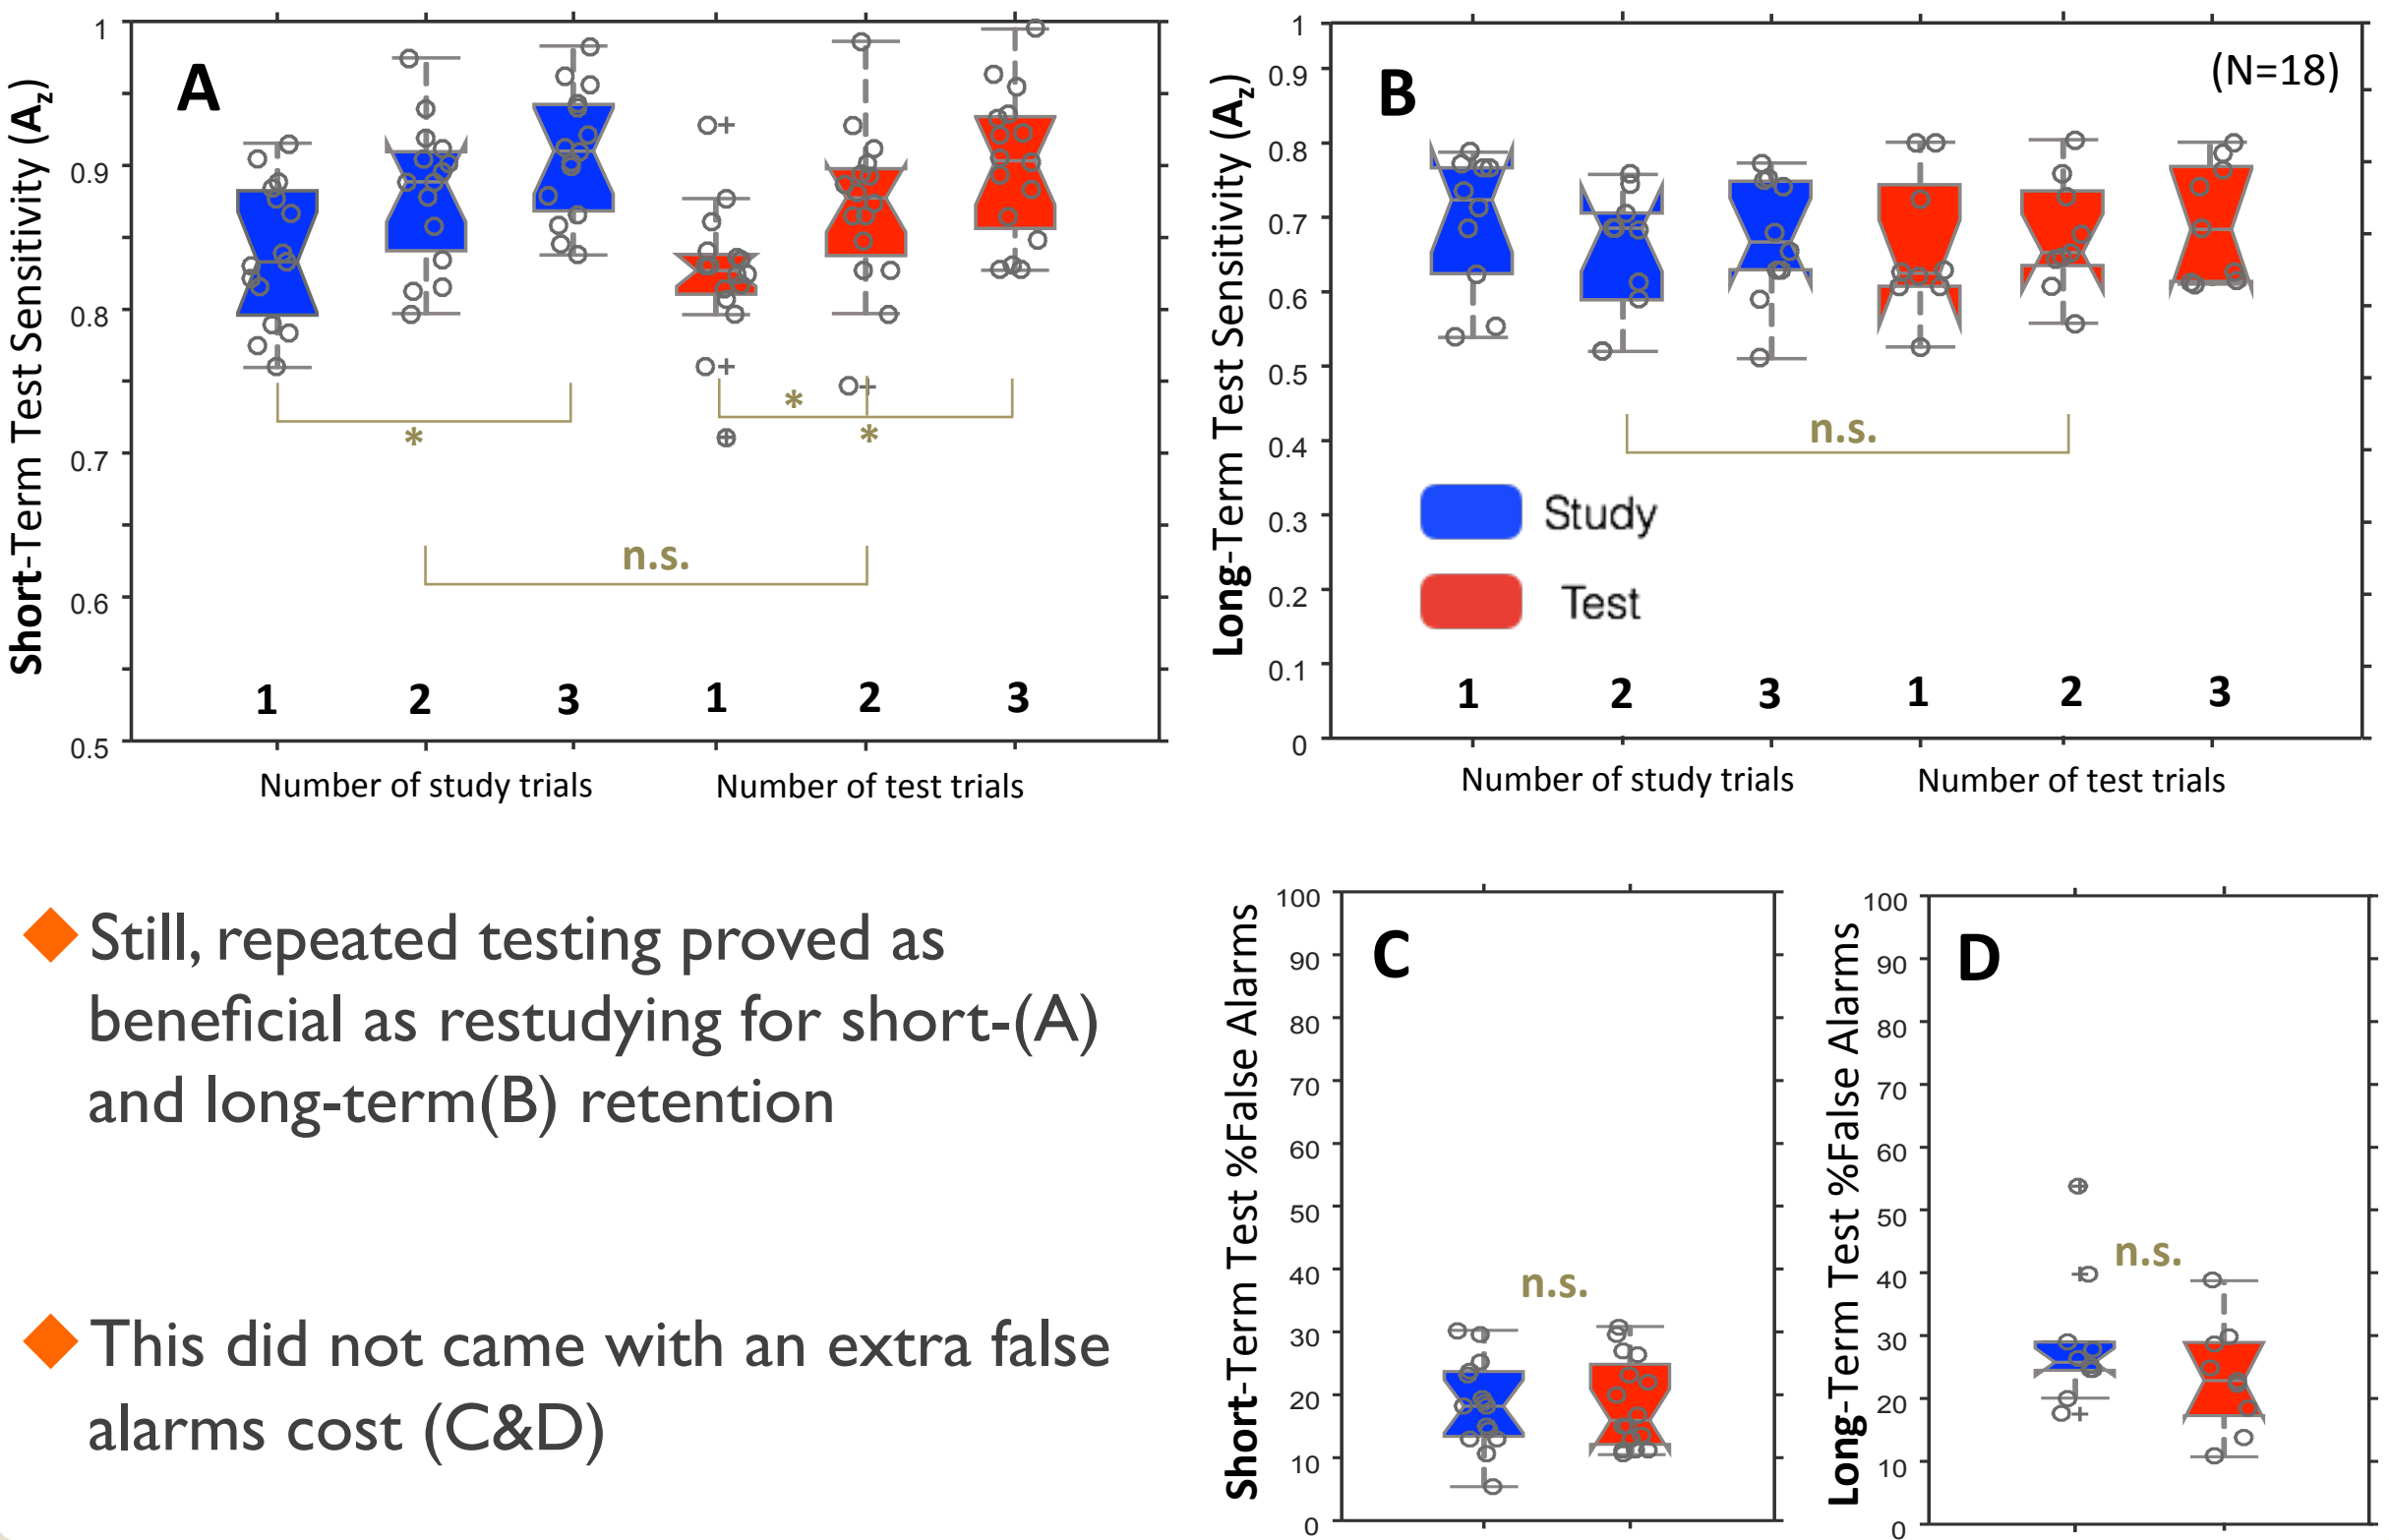 Short-Term Test Sensitivity (Az)
1
0.9
0.8
0.7
0.6
0.5
A
*
*
*
n.s.
1 2 3 1 2 3
Number of study trials Number of test trials
Long-Term Test Sensitivity (Az)
1
0.9
0.8
0.7
0.6
0.5
0.4
0.3
0.2
0.1
0
B
(N=18)
n.s.
Study
Test
1 2 3 1 2 3
Number of study trials Number of test trials
Still, repeated testing proved as
beneficial as restudying for short-(A)
and long-term(B) retention
This did not came with an extra false
alarms cost (C&D)
Short-Term Test %False Alarms
100
90
80
70
60
50
40
30
20
10
0
C
n.s.
Long-Term Test %False Alarms
100
90
80
70
60
50
40
30
20
10
0
D
n.s.